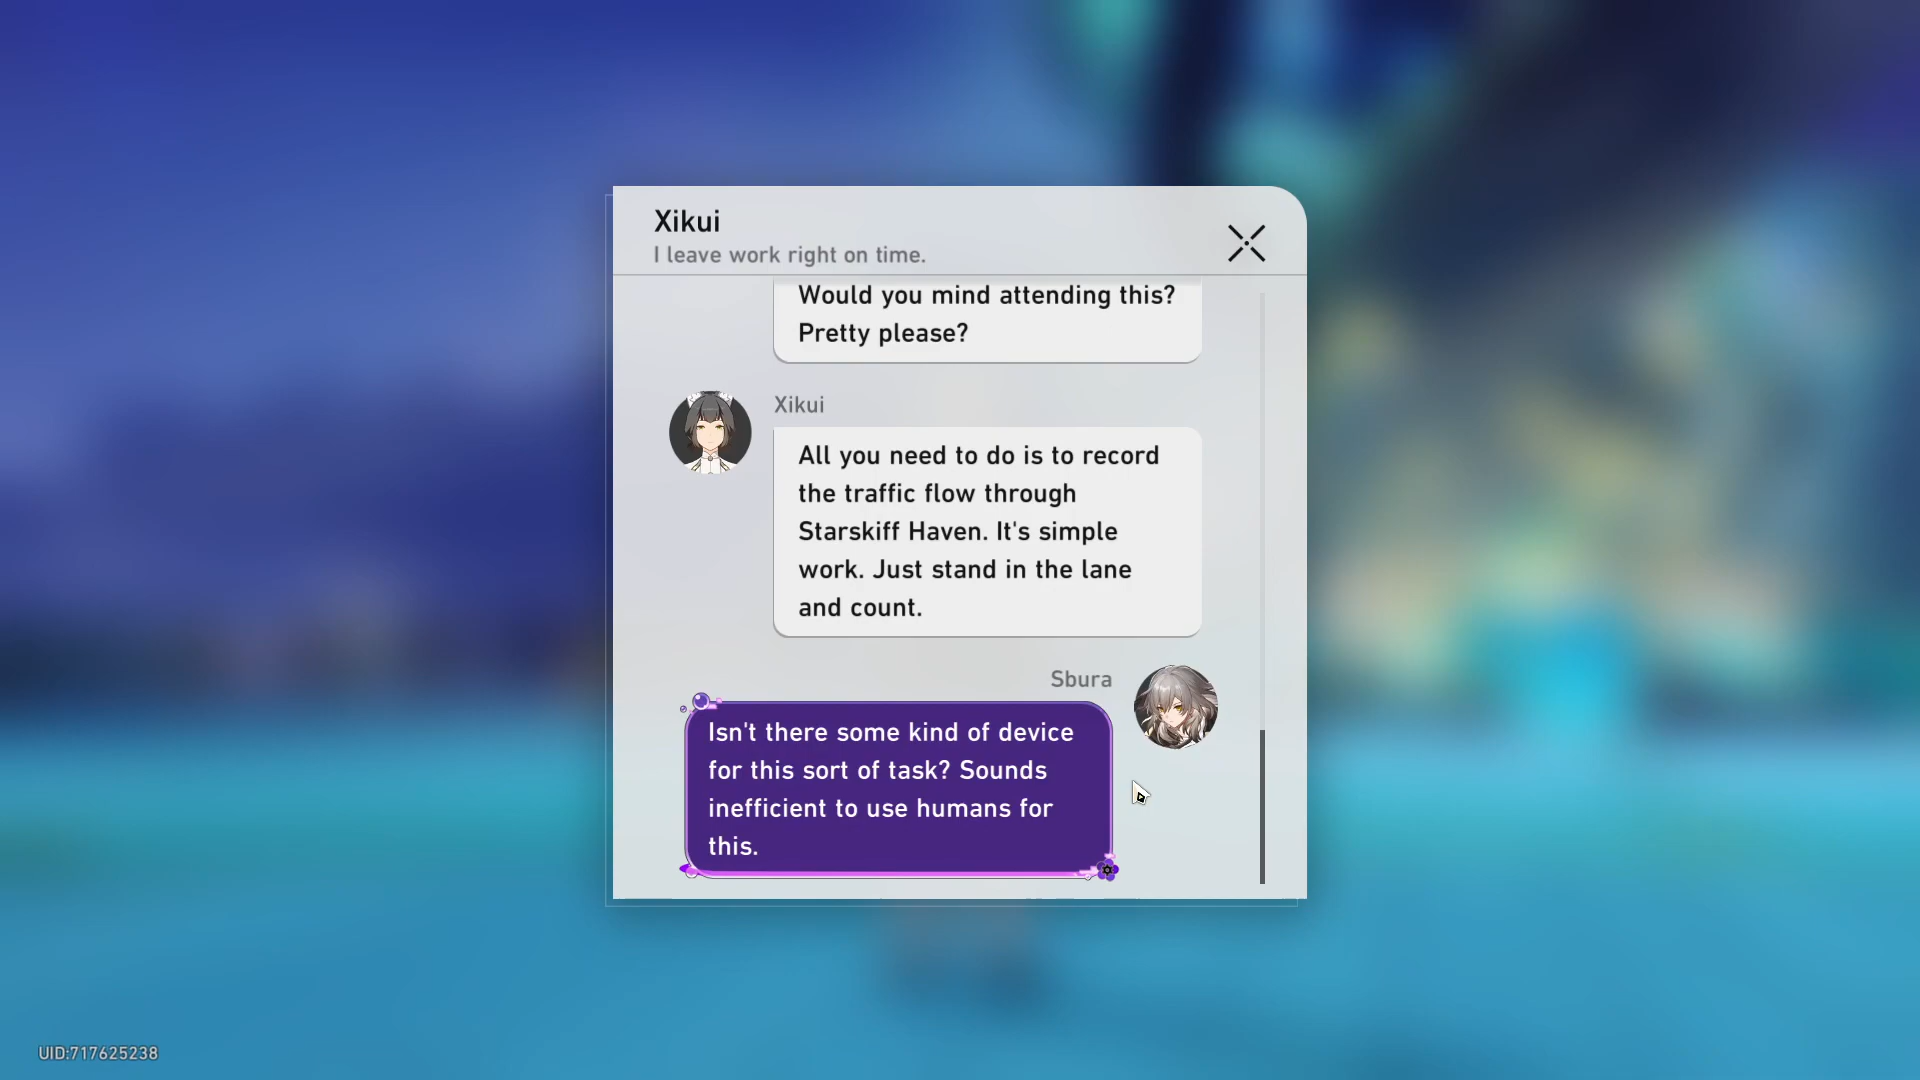 Xikui
I leave work right on time.
Would you mind attending this?
Pretty please?
Xikui
All you need to do is to record
the traffic flow through
Starskiff Haven. It's simple
work. Just stand in the lane
and count.
Sbura
Isn't there some kind of device
for this sort of task? Sounds
inefficient to use humans for
this.
UID:717625238